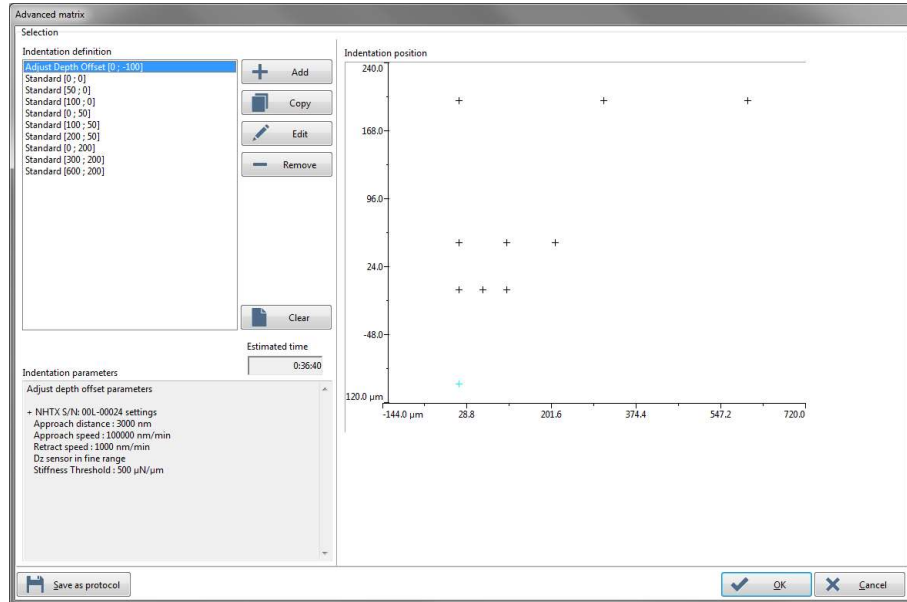 Advanced matrix
Selection
Indentation definition
Adjust Depth Offset [0 ; -100]
Standard [0 ; 0]
Standard [50 ; 0]
Standard [100 ; 0]
Standard [0 ; 50]
Standard [100 ; 50]
Standard [200 ; 50]
Standard [0 ; 200]
Standard [300 ; 200]
Standard [600 ; 200]
Add
Copy
Edit
Remove
Clear
Estimated time
0:36:40
Indentation parameters
Adjust depth offset parameters
+ NHTX S/N: 00L-00024 settings
Approach distance : 3000 nm
Approach speed : 100000 nm/min
Retract speed : 1000 nm/min
Dz sensor in fine range
Stiffness Threshold : 500 µN/µm
Indentation position
240.0
168.0
96.0
24.0
-48.0
120.0 µm
-144.0 µm 28.8 201.6 374.4 547.2 720.0
Save as protocol
OK
Cancel